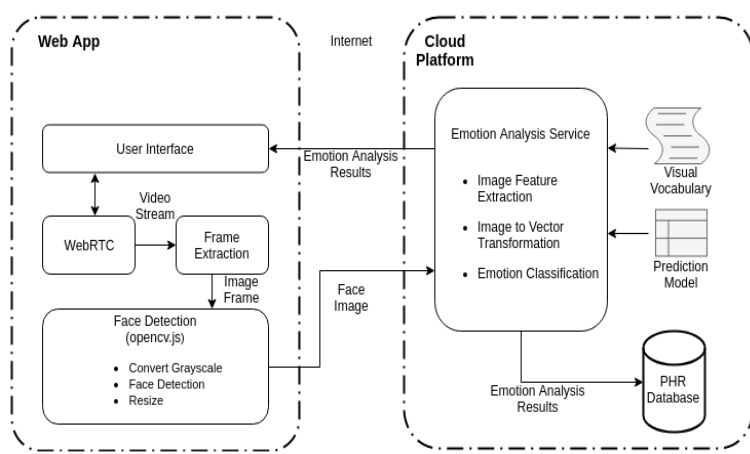 Web App
Internet
Cloud
Platform
User Interface
Emotion Analysis
Results
Emotion Analysis Service
• Image Feature
Extraction
• Image to Vector
Transformation
• Emotion Classification
Visual
Vocabulary
Video
Stream
WebRTC
Frame
Extraction
Image
Frame
Prediction
Model
Face
Image
Face Detection
(opencv.js)
• Convert Grayscale
• Face Detection
• Resize
Emotion Analysis
Results
PHR
Database